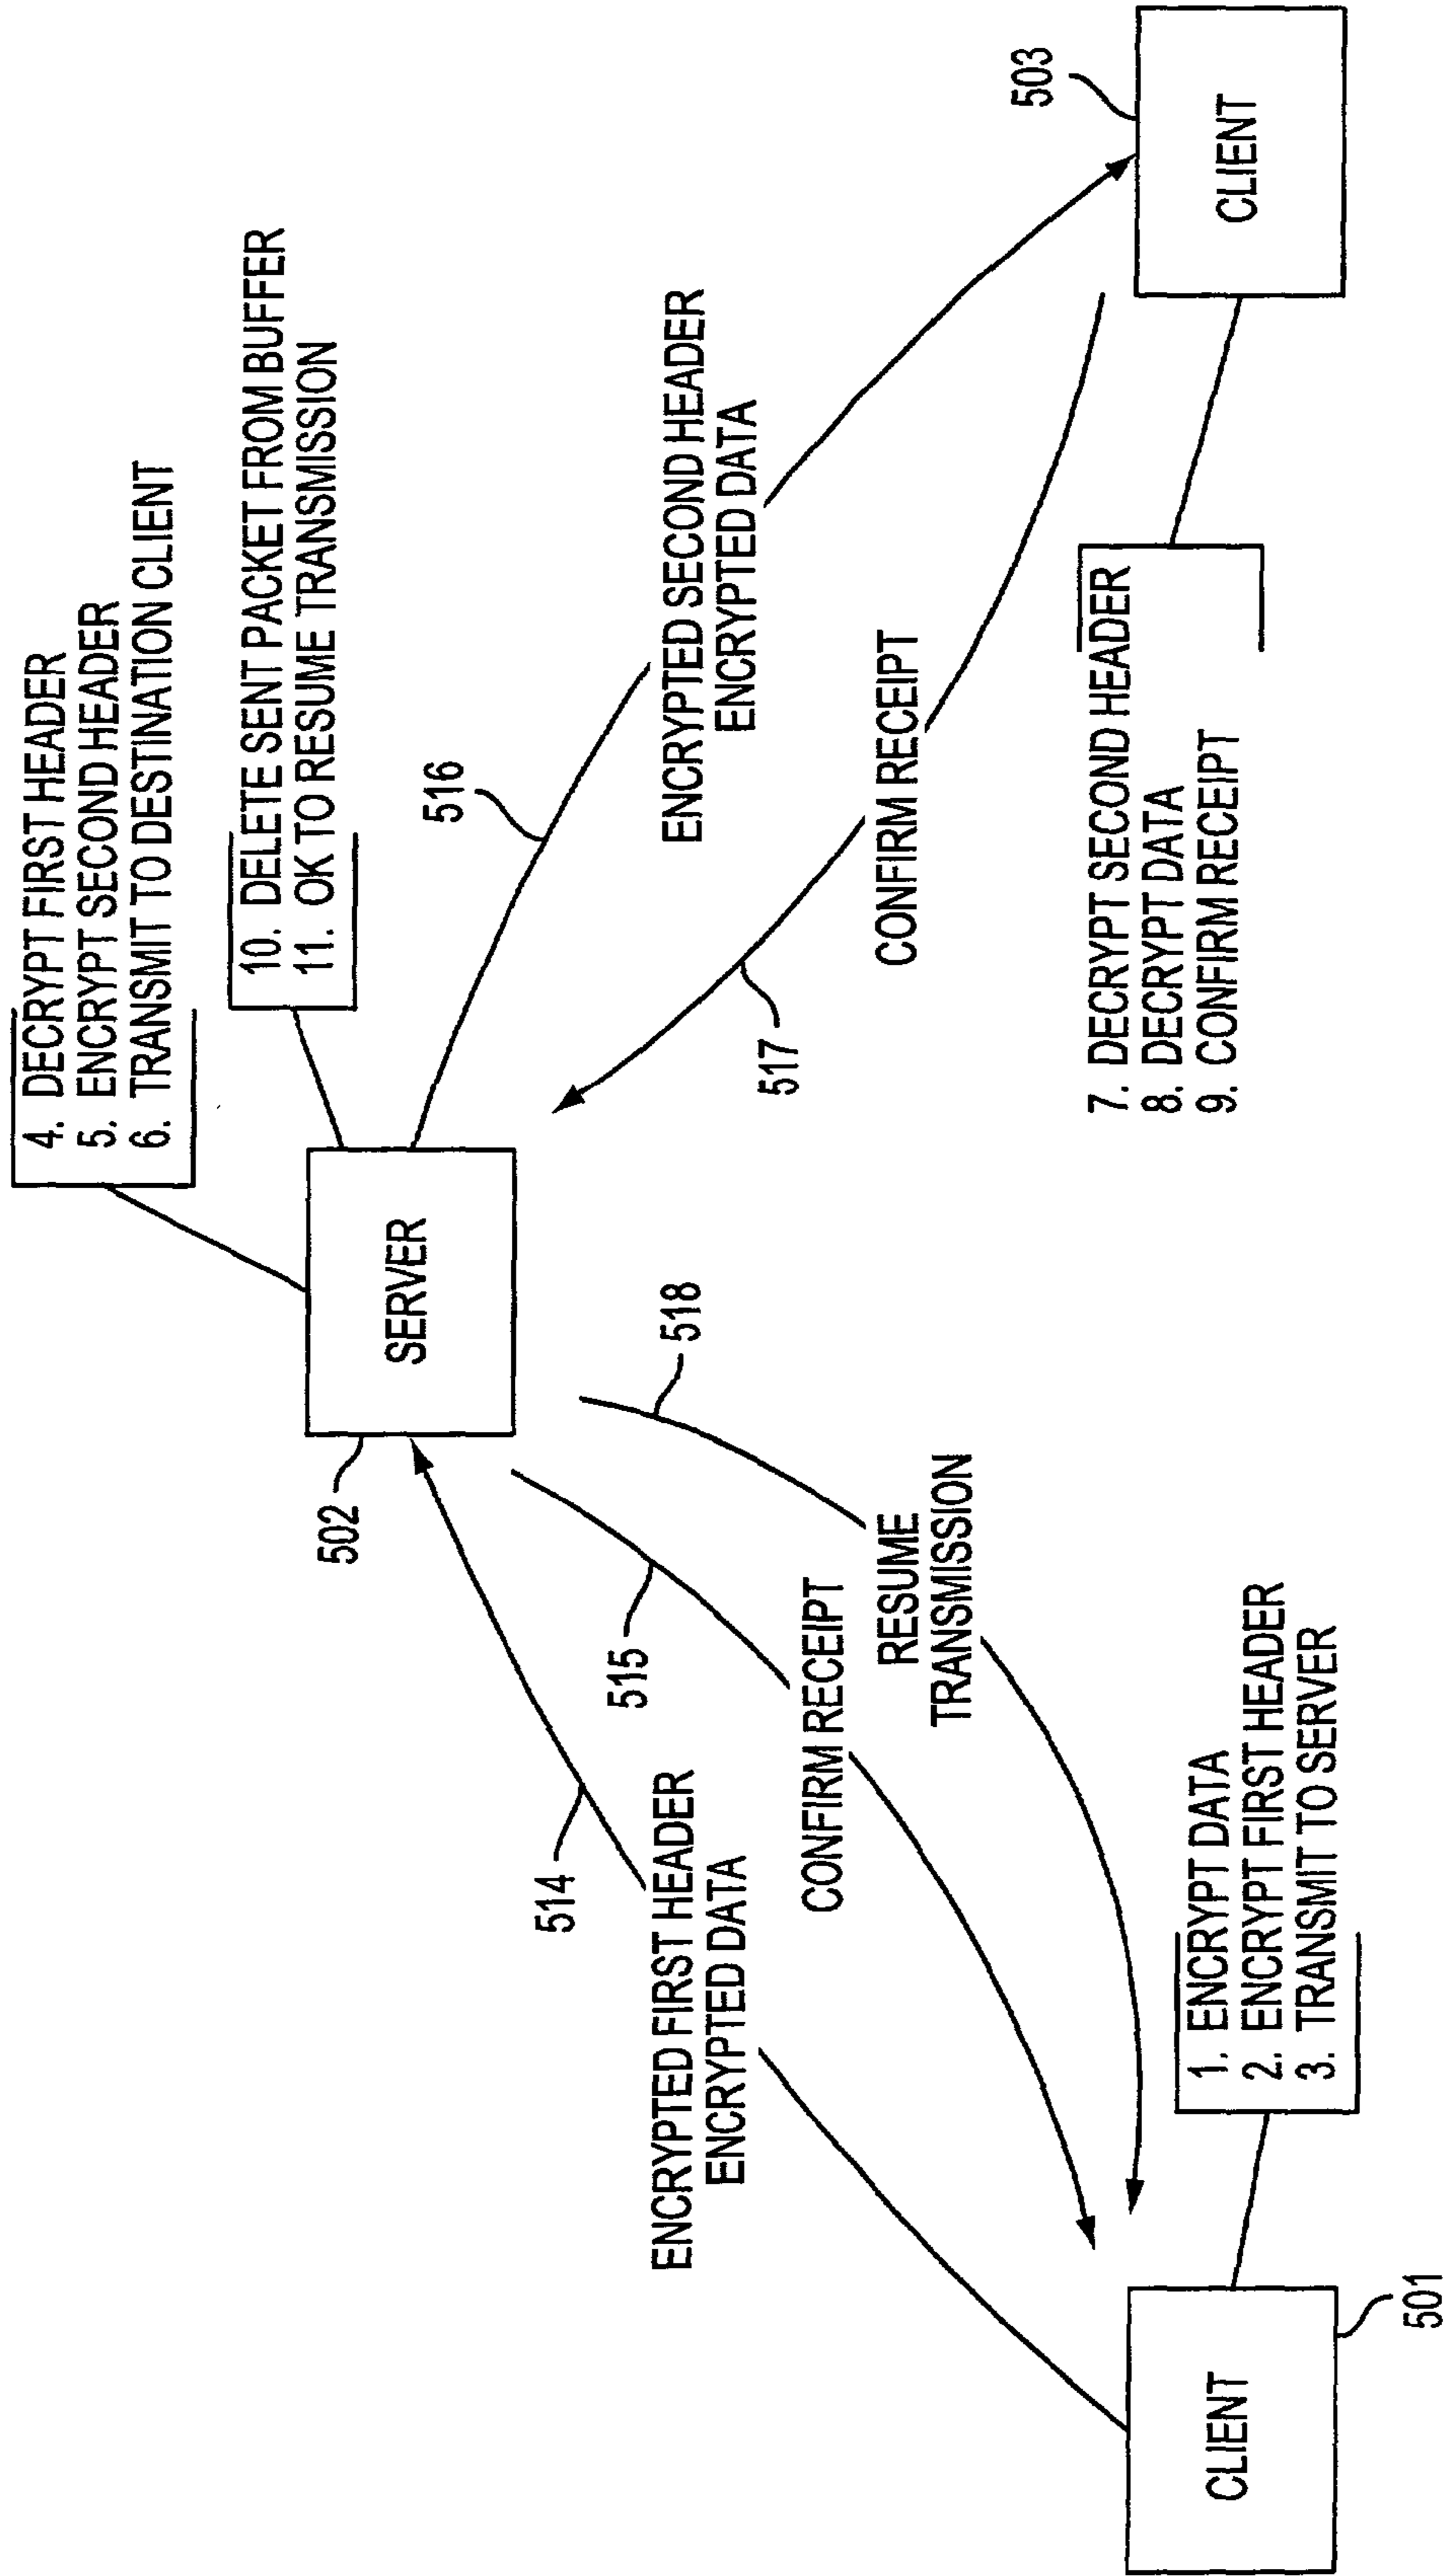 4. DECRYPT FIRST HEADER
5. ENCRYPT SECOND HEADER
6. TRANSMIT TO DESTINATION CLIENT
10. DELETE SENT PACKET FROM BUFFER
11. OK TO RESUME TRANSMISSION
SERVER
502
514
ENCRYPTED FIRST HEADER
ENCRYPTED DATA
515
CONFIRM RECEIPT
518
RESUME
TRANSMISSION
516
ENCRYPTED SECOND HEADER
ENCRYPTED DATA
517
CONFIRM RECEIPT
CLIENT
501
1. ENCRYPT DATA
2. ENCRYPT FIRST HEADER
3. TRANSMIT TO SERVER
7. DECRYPT SECOND HEADER
8. DECRYPT DATA
9. CONFIRM RECEIPT
503
CLIENT